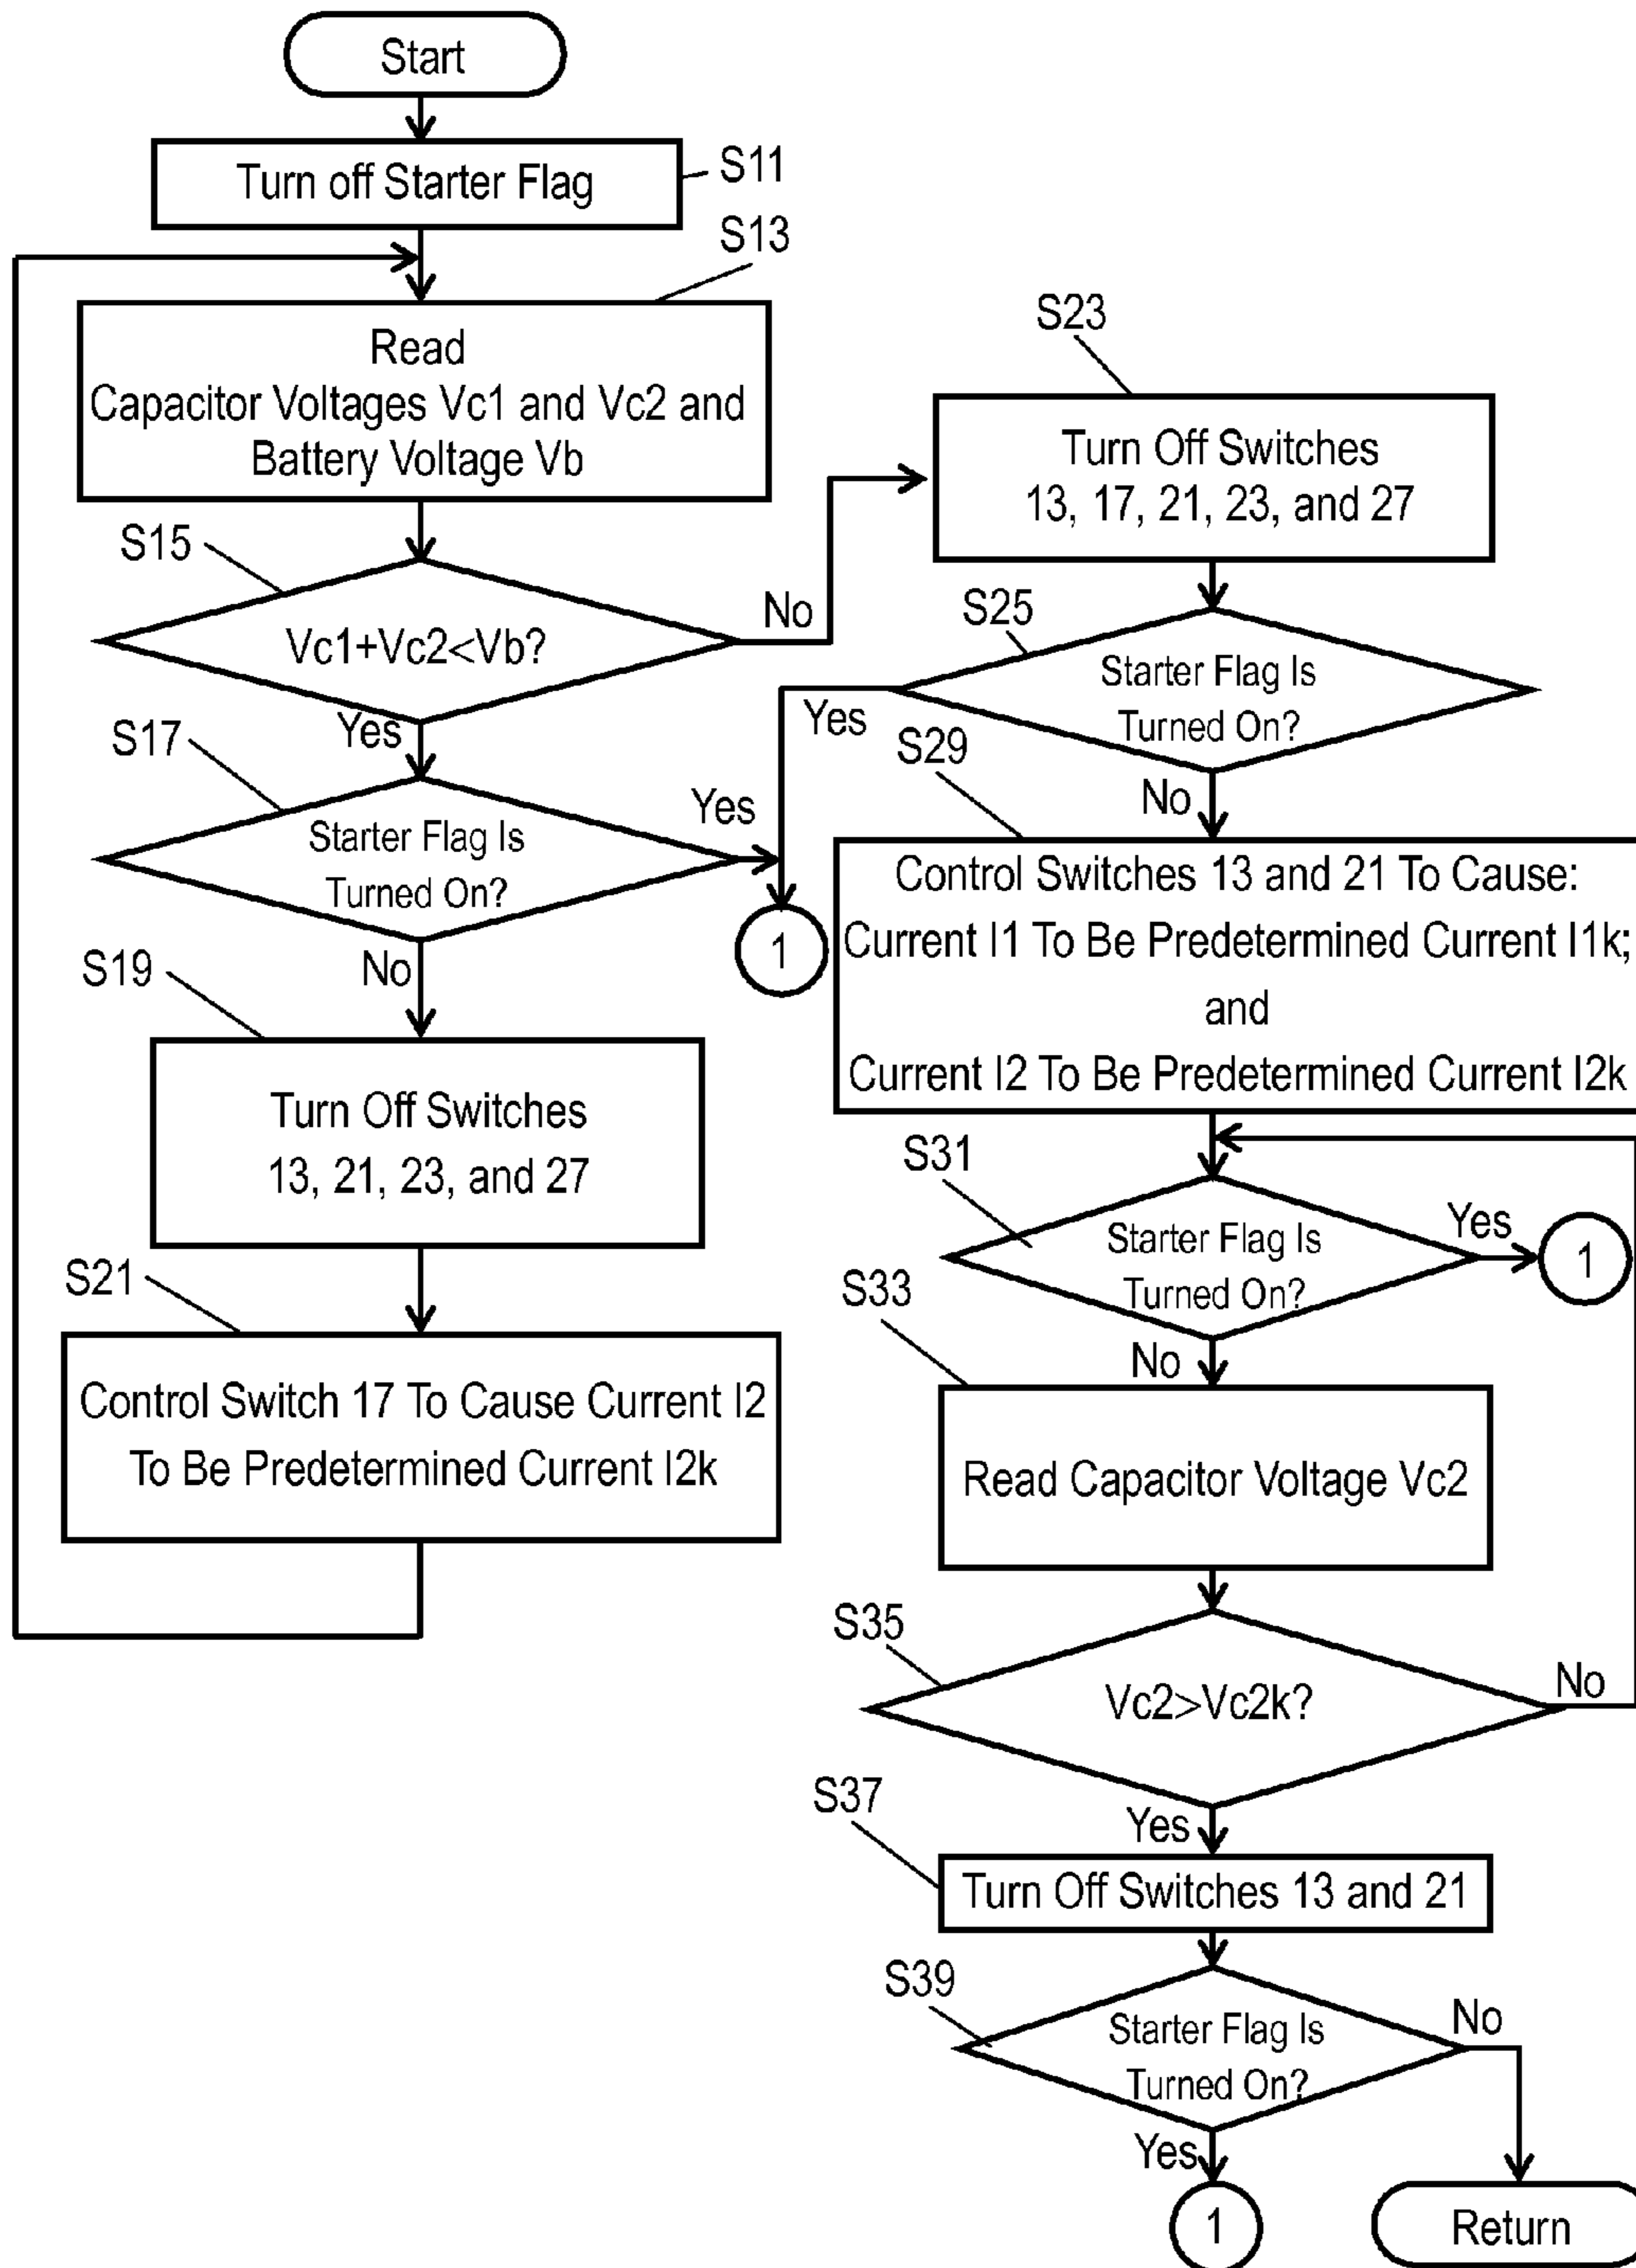 Start
Turn off Starter Flag
S11
S13
Read
Capacitor Voltages Vc1 and Vc2 and
Battery Voltage Vb
S15
Vc1+Vc2<Vb?
No
Yes
S17
Starter Flag Is
Turned On?
Yes
No
S19
Turn Off Switches
13, 21, 23, and 27
S21
Control Switch 17 To Cause Current I2
To Be Predetermined Current I2k
S23
Turn Off Switches
13, 17, 21, 23, and 27
S25
Starter Flag Is
Turned On?
Yes
No
1
S29
Control Switches 13 and 21 To Cause:
Current I1 To Be Predetermined Current I1k;
and
Current I2 To Be Predetermined Current I2k
S31
Starter Flag Is
Turned On?
Yes
1
No
S33
Read Capacitor Voltage Vc2
S35
Vc2>Vc2k?
No
Yes
S37
Turn Off Switches 13 and 21
S39
Starter Flag Is
Turned On?
No
Yes
1
Return